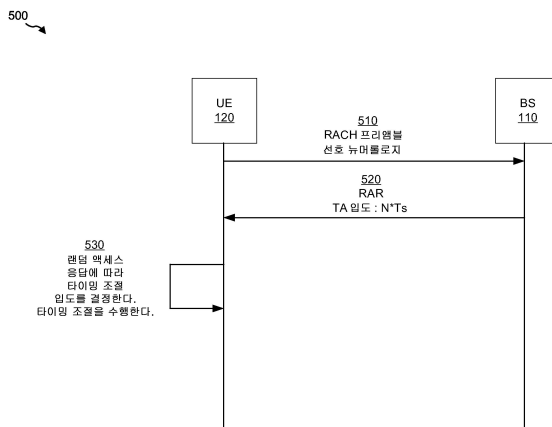 500
UE
120
BS
110
510
RACH 프리앰블
선호 뉴머롤로지
520
RAR
TA 입도 : N*Ts
530
랜덤 액세스
응답에 따라
타이밍 조절
입도를 결정한다.
타이밍 조절을 수행한다.